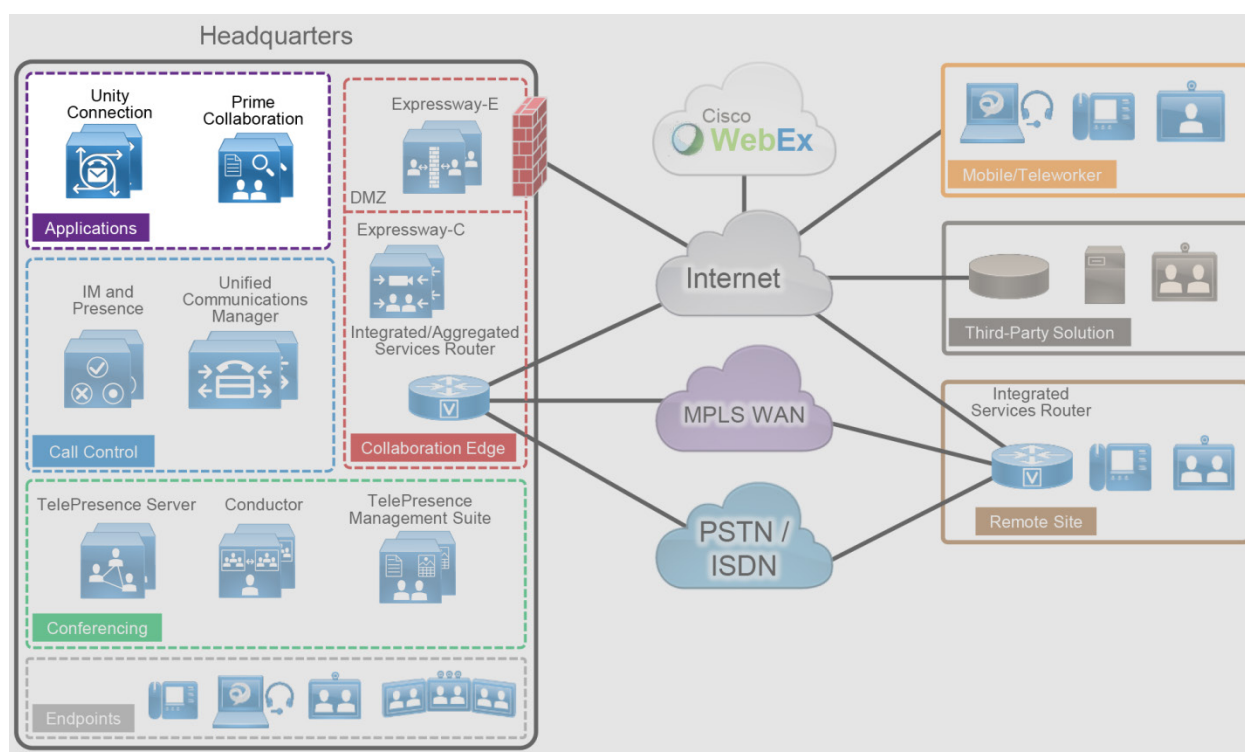 Headquarters
Unity
Connection
Prime
Collaboration
Applications
Expressway-E
DMZ
Expressway-C
Integrated/Aggregated
Services Router
Collaboration Edge
V
IM and
Presence
Unified
Communications
Manager
Call Control
TelePresence Server
Conductor
TelePresence
Management Suite
Conferencing
Endpoints
Cisco
WebEx
Internet
MPLS WAN
PSTN /
ISDN
Mobile/Teleworker
Third-Party Solution
Integrated
Services Router
V
Remote Site